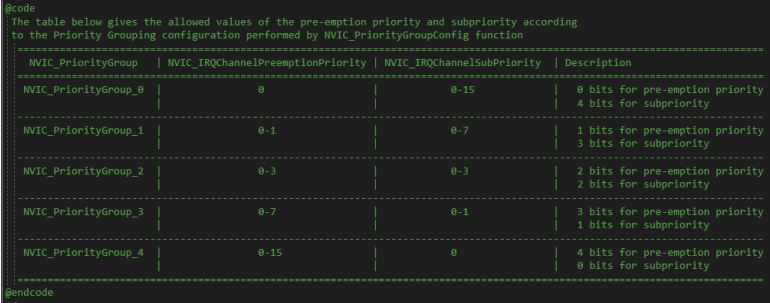 @code
The table below gives the allowed values of the pre-emption priority and subpriority according
to the Priority Grouping configuration performed by NVIC_PriorityGroupConfig function
============================================================================================================================
NVIC_PriorityGroup | NVIC_IRQChannelPreemptionPriority | NVIC_IRQChannelSubPriority | Description
============================================================================================================================
NVIC_PriorityGroup_0 | 0 | 0-15 | 0 bits for pre-emption priority
| | | 4 bits for subpriority
----------------------------------------------------------------------------------------------------------------------------
NVIC_PriorityGroup_1 | 0-1 | 0-7 | 1 bits for pre-emption priority
| | | 3 bits for subpriority
----------------------------------------------------------------------------------------------------------------------------
NVIC_PriorityGroup_2 | 0-3 | 0-3 | 2 bits for pre-emption priority
| | | 2 bits for subpriority
----------------------------------------------------------------------------------------------------------------------------
NVIC_PriorityGroup_3 | 0-7 | 0-1 | 3 bits for pre-emption priority
| | | 1 bits for subpriority
----------------------------------------------------------------------------------------------------------------------------
NVIC_PriorityGroup_4 | 0-15 | 0 | 4 bits for pre-emption priority
| | | 0 bits for subpriority
============================================================================================================================
@endcode